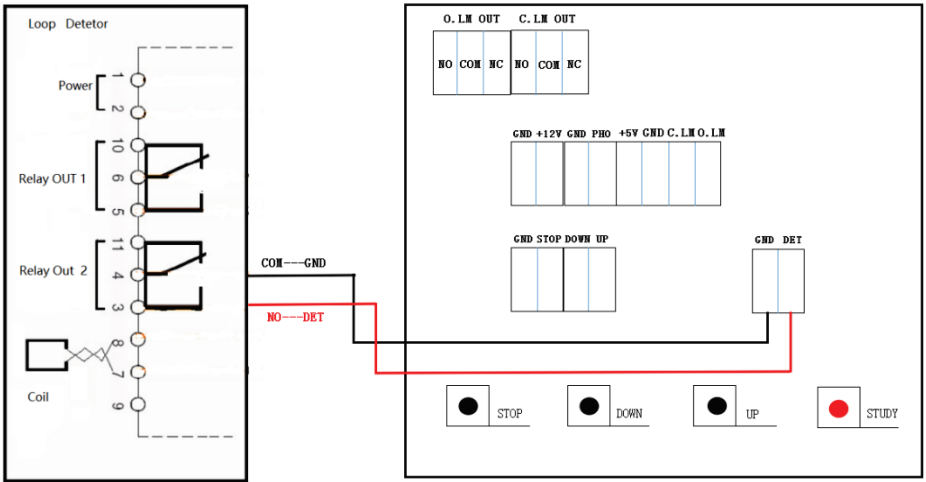 Loop Detetor
Power
1
2
Relay OUT 1
10
6
5
Relay Out 2
11
4
3
Coil
8
7
9
COM---GND
NO---DET
O.LM OUT C.LM OUT
NO COM NC NO COM NC
GND +12V GND PHO +5V GND C.LM O.LM
GND STOP DOWN UP
GND DET
STOP
DOWN
UP
STUDY